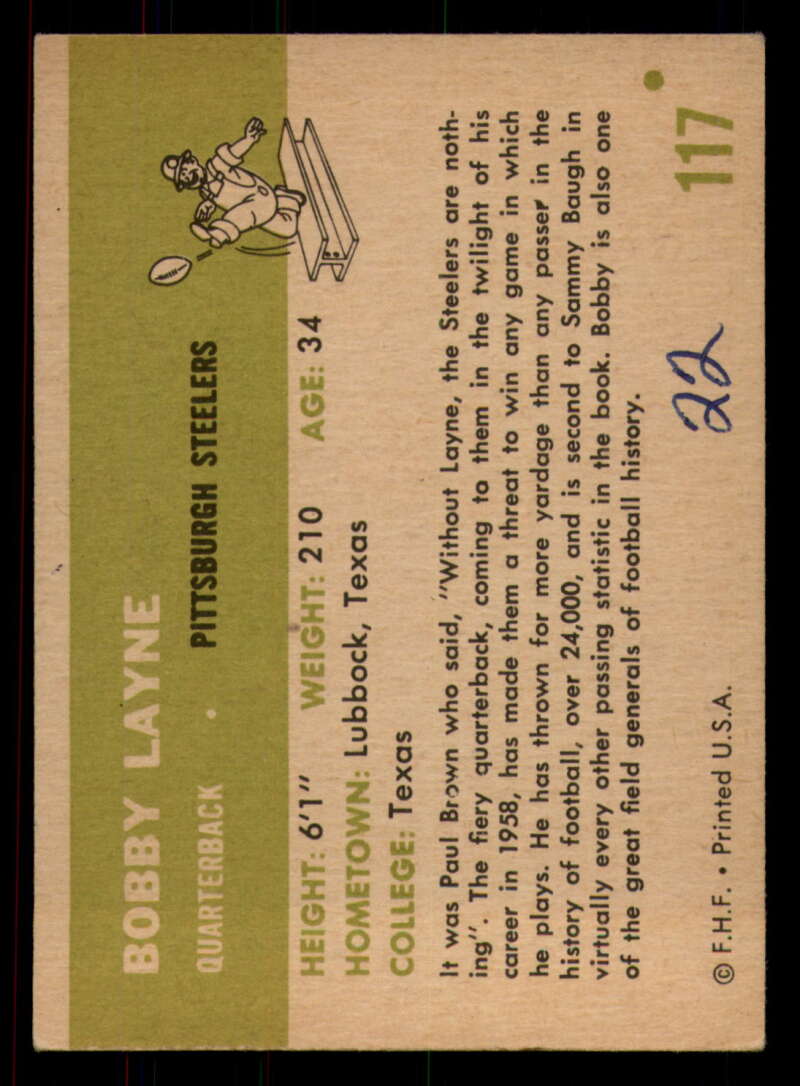 BOBBY LAYNE
QUARTERBACK • PITTSBURGH STEELERS
HEIGHT: 6'1" WEIGHT: 210 AGE: 34
HOMETOWN: Lubbock, Texas
COLLEGE: Texas
It was Paul Brown who said, "Without Layne, the Steelers are noth-
ing". The fiery quarterback, coming to them in the twilight of his
career in 1958, has made them a threat to win any game in which
he plays. He has thrown for more yardage than any passer in the
history of football, over 24,000, and is second to Sammy Baugh in
virtually every other passing statistic in the book. Bobby is also one
of the great field generals of football history.
22
© F.H.F. • Printed U.S.A.
117